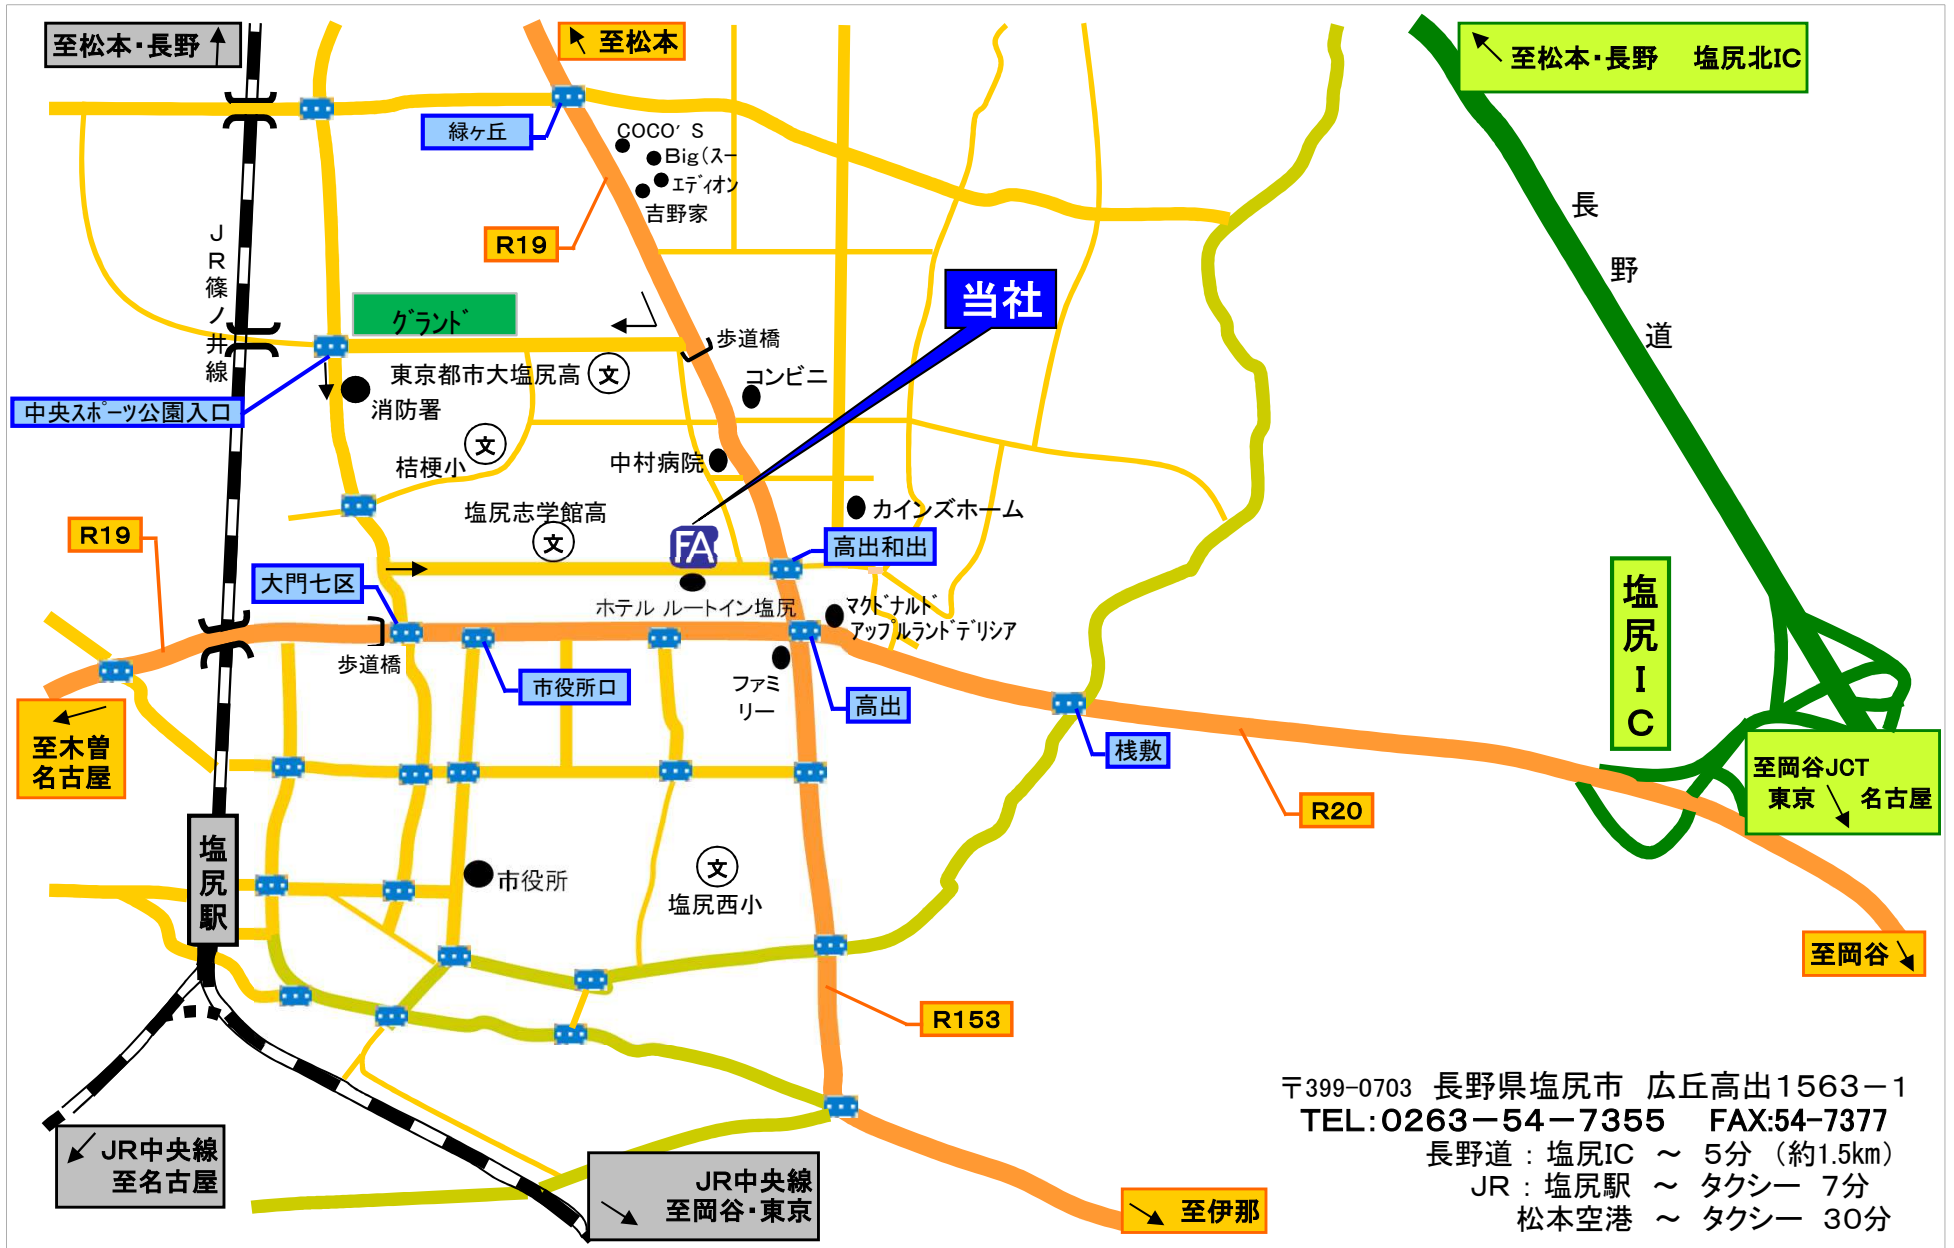 至松本・長野
至松本
至松本・長野　塩尻北IC
緑ヶ丘
COCO'S
Big(スー
エディオン
吉野家
R19
JR篠ノ井線
長野道
当社
グランド
歩道橋
東京都市大塩尻高
文
コンビニ
消防署
中央スポーツ公園入口
桔梗小
文
中村病院
塩尻志学館高
文
カインズホーム
R19
FA
高出和出
大門七区
ホテル ルートイン塩尻
マクドナルド
アップルランドデリシア
塩尻IC
歩道橋
市役所口
ファミ
リー
高出
桟敷
至木曽
名古屋
至岡谷JCT
東京　名古屋
R20
塩尻駅
市役所
文
塩尻西小
至岡谷
R153
〒399-0703 長野県塩尻市　広丘高出1563－1
TEL:0263－54－7355　FAX:54-7377
長野道：塩尻IC ～ 5分 （約1.5km）
JR：塩尻駅 ～ タクシー 7分
松本空港 ～ タクシー 30分
JR中央線
至名古屋
JR中央線
至岡谷・東京
至伊那